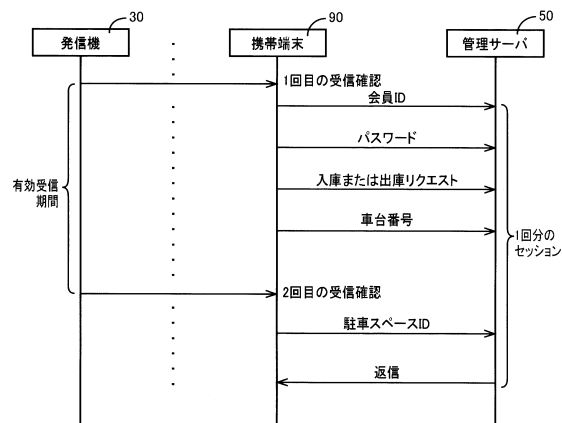 30
90
50
発信機
携帯端末
管理サーバ
1回目の受信確認
会員ID
パスワード
有効受信
期間
入庫または出庫リクエスト
車台番号
1回分の
セッション
2回目の受信確認
駐車スペースID
返信